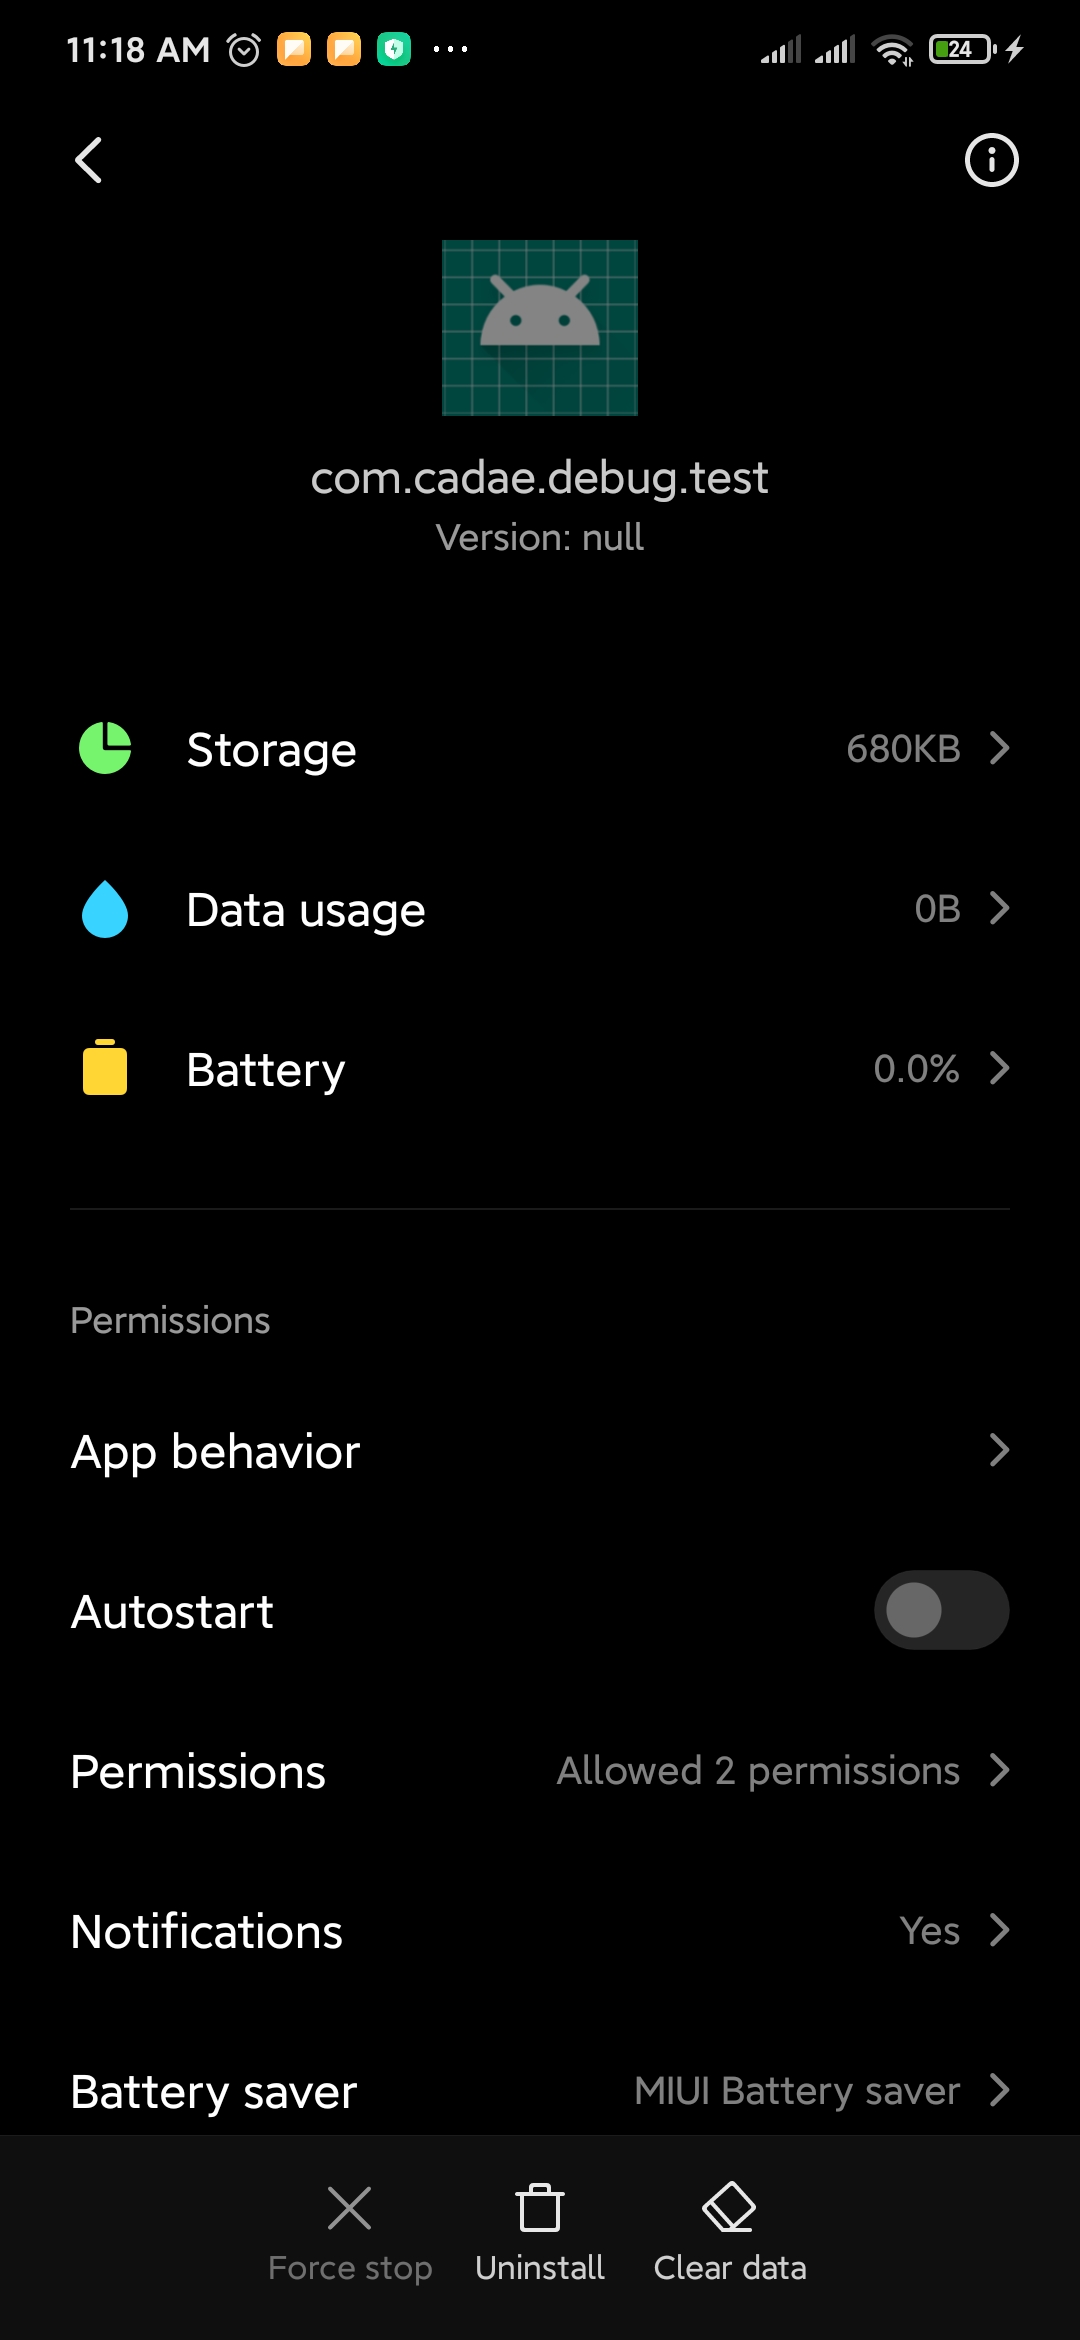 11:18 AM
24
com.cadae.debug.test
Version: null
Storage 680KB
Data usage 0B
Battery 0.0%
Permissions
App behavior
Autostart
Permissions Allowed 2 permissions
Notifications Yes
Battery saver MIUI Battery saver
Force stop Uninstall Clear data